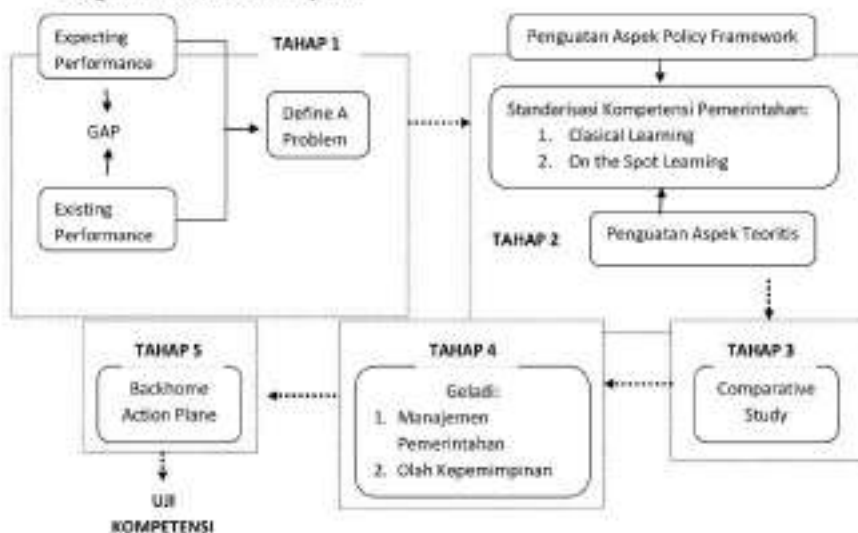 Expecting
Performance
GAP
Existing
Performance
TAHAP 1
Define A
Problem
Penguatan Aspek Policy Framework
Standarisasi Kompetensi Pemerintahan:
1. Clasical Learning
2. On the Spot Learning
TAHAP 2
Penguatan Aspek Teoritis
TAHAP 3
Comparative
Study
TAHAP 4
Geladi:
1. Manajemen
Pemerintahan
2. Olah Kepemimpinan
TAHAP 5
Backhome
Action Plane
UJI
KOMPETENSI